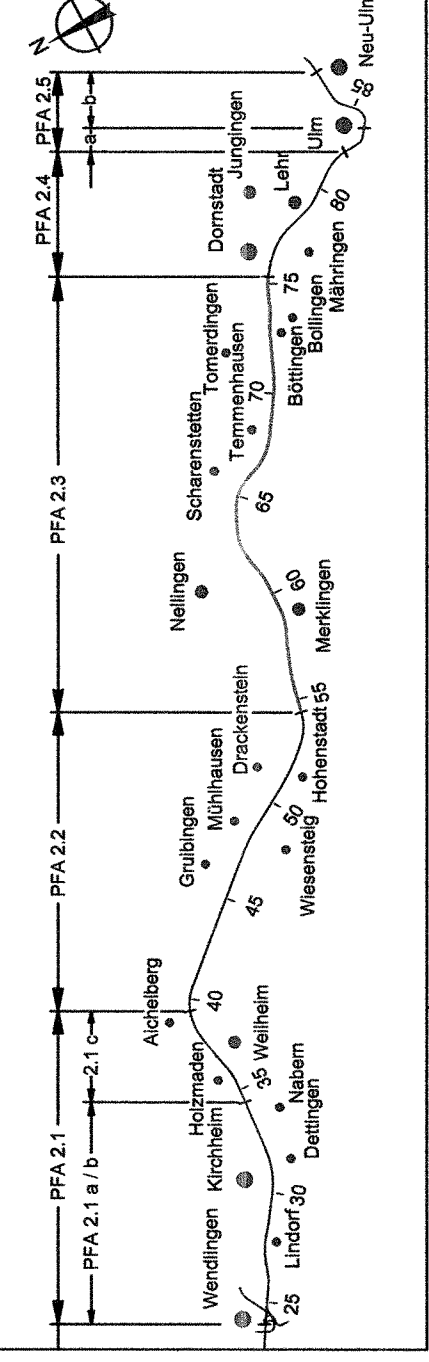 PFA 2.1
PFA 2.2
PFA 2.3
PFA 2.4
PFA 2.5
PFA 2.1 a / b
2.1 c
a
b
N
Wendlingen
Kirchheim
Holzmaden
Aichelberg
Weilheim
Lindorf
Dettingen
Nabern
Gruibingen
Mühlhausen
Drackenstein
Wiesensteig
Hohenstadt
Nellingen
Merklingen
Scharenstetten
Temmenhausen
Tomerdingen
Böttingen
Bollingen
Mähringen
Dornstadt
Jungingen
Lehr
Ulm
Neu-Ulm
25
30
35
40
45
50
55
60
65
70
75
80
85